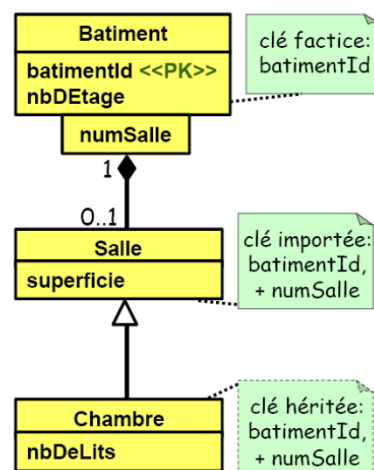 Batiment
batimentId <<PK>>
nbDEtage
numSalle
clé factice:
batimentId
1
0..1
Salle
superficie
clé importée:
batimentId,
+ numSalle
Chambre
nbDeLits
clé héritée:
batimentId,
+ numSalle